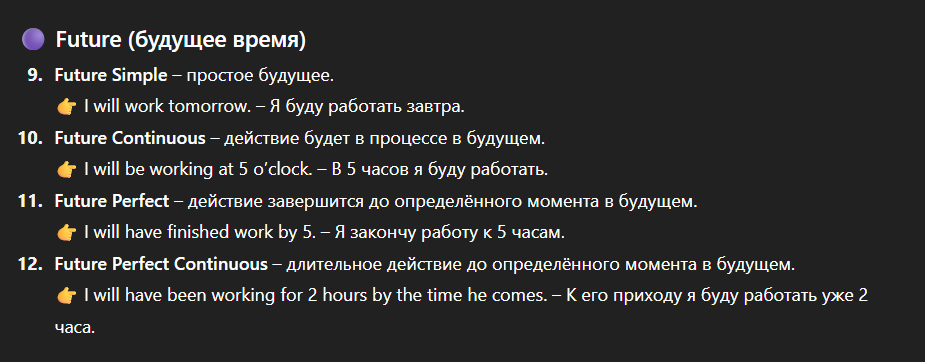 Future (будущее время)
9. Future Simple – простое будущее.
👉 I will work tomorrow. – Я буду работать завтра.
10. Future Continuous – действие будет в процессе в будущем.
👉 I will be working at 5 o’clock. – В 5 часов я буду работать.
11. Future Perfect – действие завершится до определённого момента в будущем.
👉 I will have finished work by 5. – Я закончу работу к 5 часам.
12. Future Perfect Continuous – длительное действие до определённого момента в будущем.
👉 I will have been working for 2 hours by the time he comes. – К его приходу я буду работать уже 2
часа.